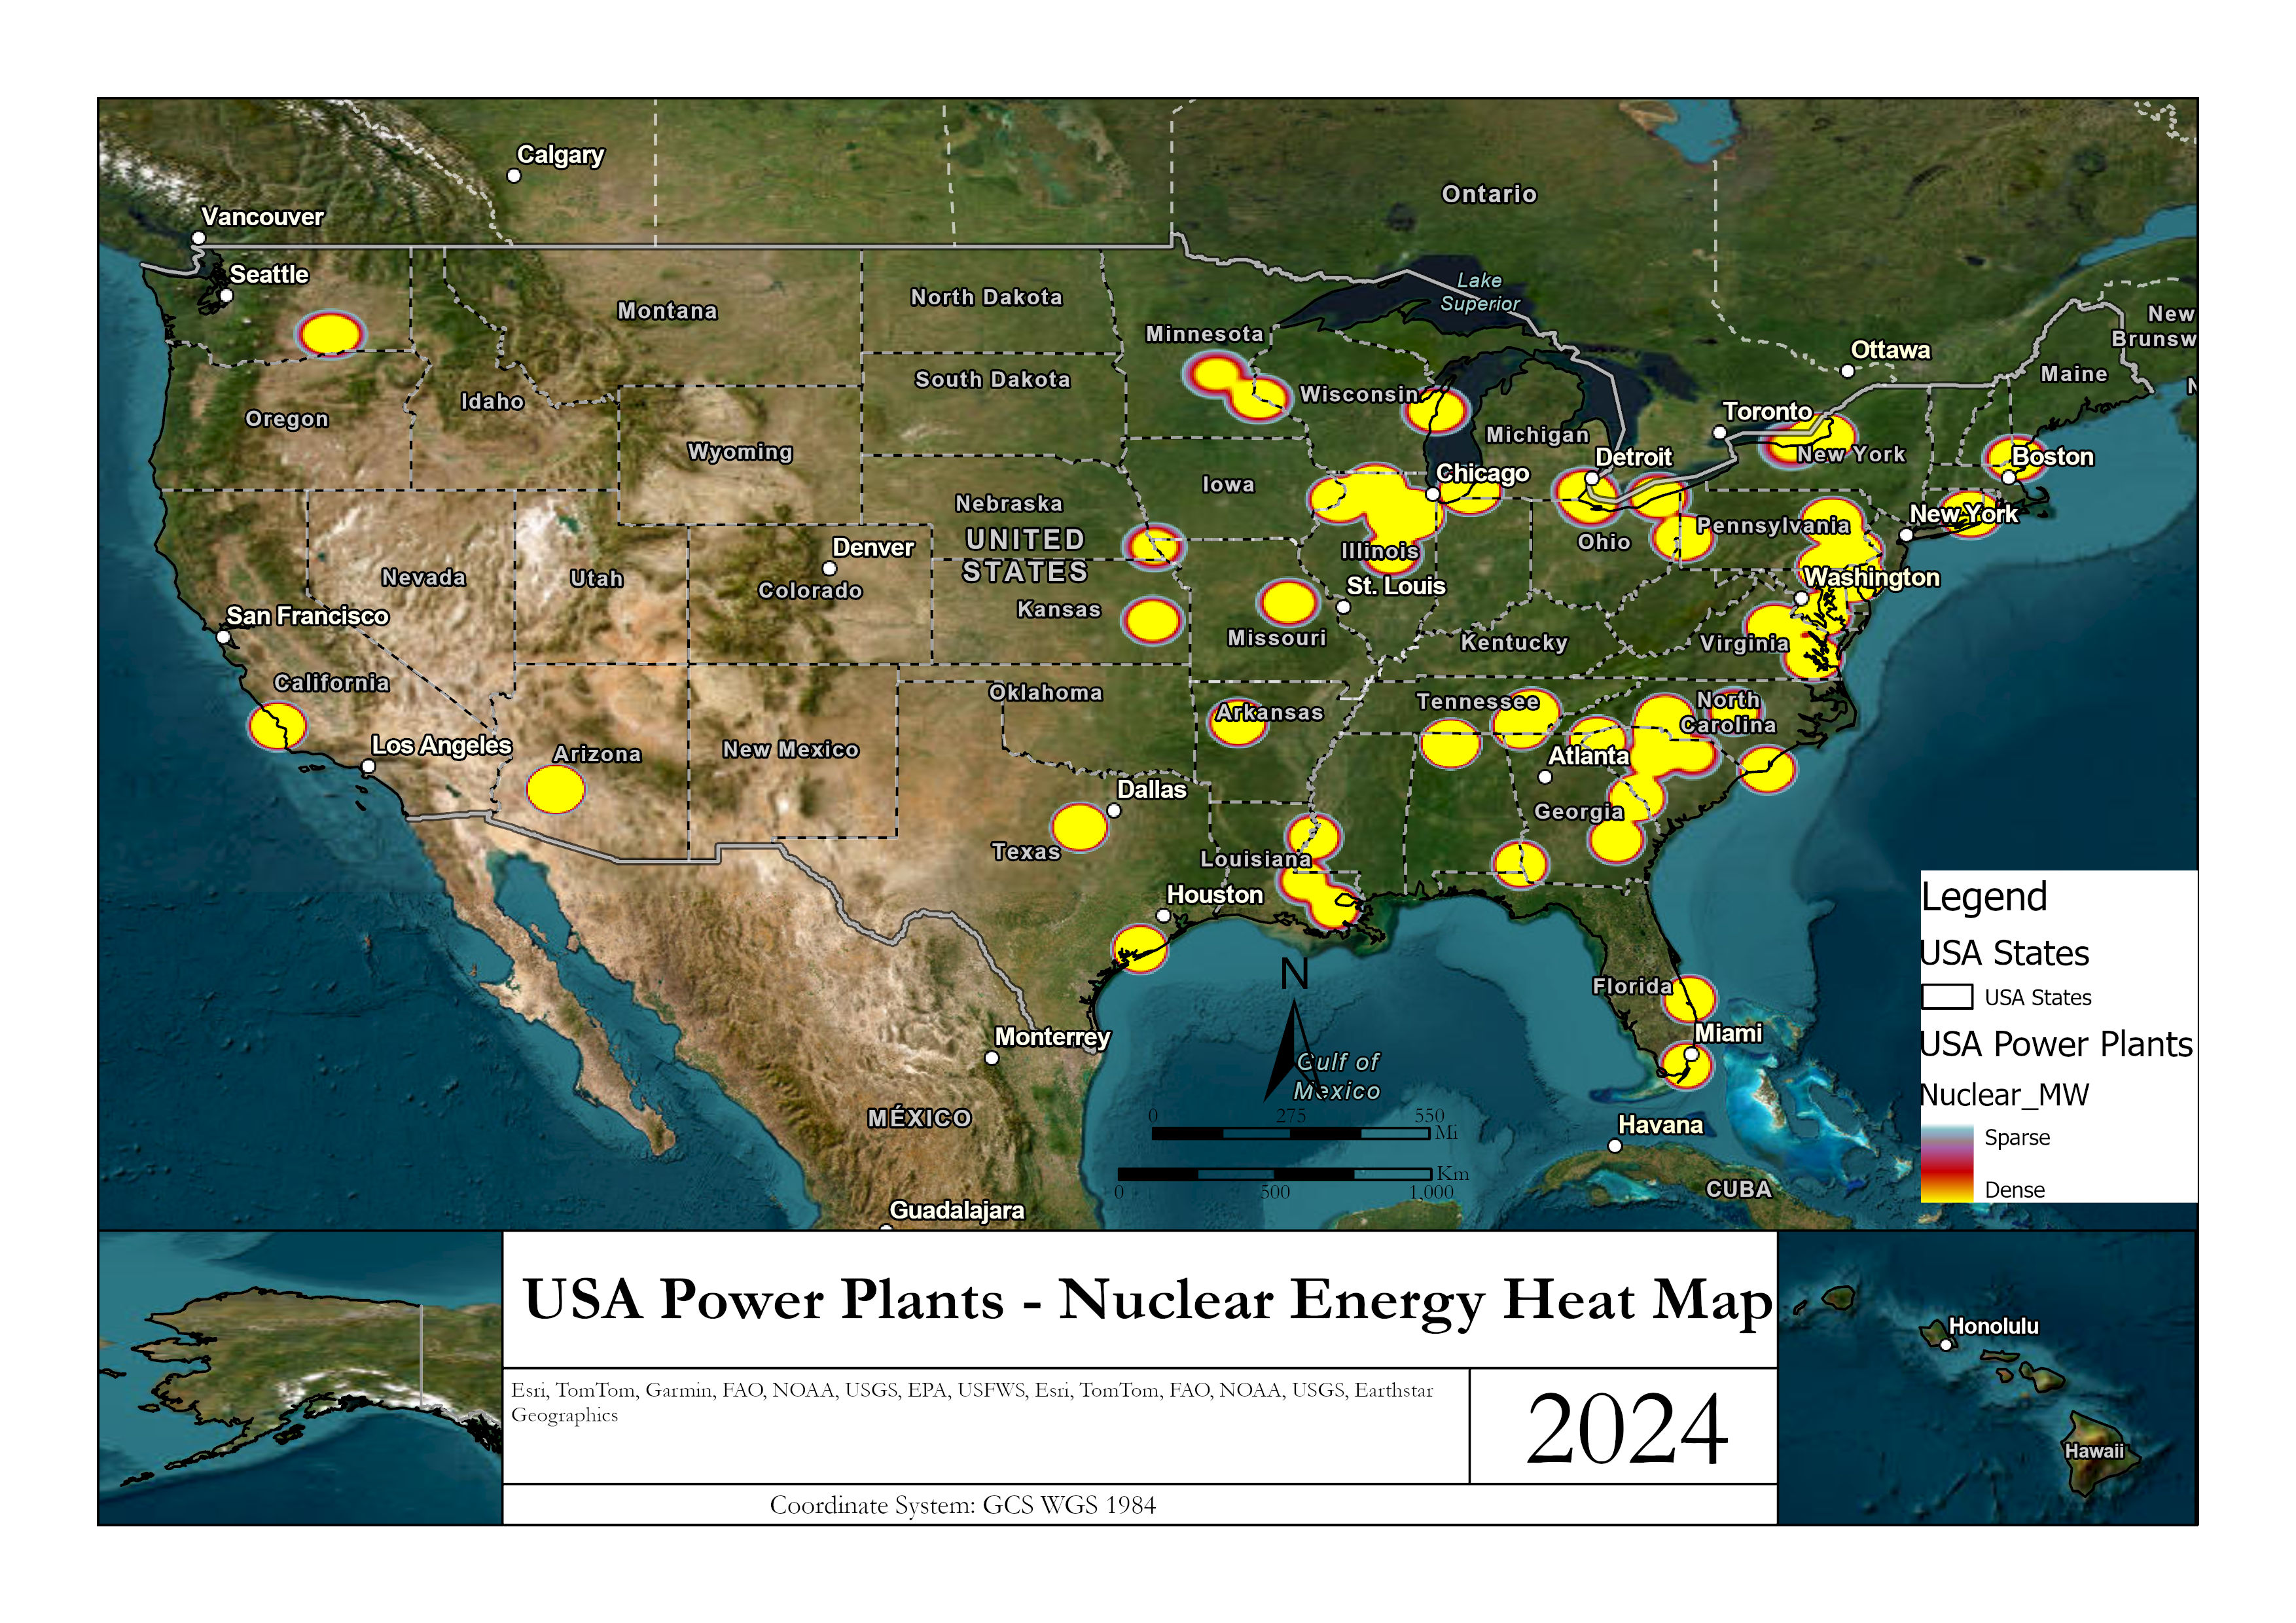 Calgary
Ontario
Vancouver
Seattle
Lake
Superior
Montana
North Dakota
Minnesota
New
Brunsw
Ottawa
Maine
N
South Dakota
Wisconsin
Idaho
Oregon
Toronto
Michigan
Wyoming
Detroit
New York
Boston
Chicago
Iowa
Nebraska
New York
Pennsylvania
UNITED
STATES
Ohio
Illinois
Denver
Nevada
Utah
Colorado
Washington
St. Louis
Kansas
San Francisco
Missouri
Kentucky
Virginia
California
Oklahoma
Tennessee
North
Carolina
Arkansas
Los Angeles
Arizona
New Mexico
Atlanta
Dallas
Georgia
Texas
Louisiana
Houston
Legend
USA States
USA States
N
Florida
Miami
Monterrey
USA Power Plants
Gulf of
Mexico
Nuclear_MW
MÉXICO
0 275 550
Mi
Havana
Sparse
Km
0 500 1,000
CUBA
Dense
Guadalajara
USA Power Plants - Nuclear Energy Heat Map
Honolulu
Esri, TomTom, Garmin, FAO, NOAA, USGS, EPA, USFWS, Esri, TomTom, FAO, NOAA, USGS, Earthstar
Geographics
2024
Hawaii
Coordinate System: GCS WGS 1984